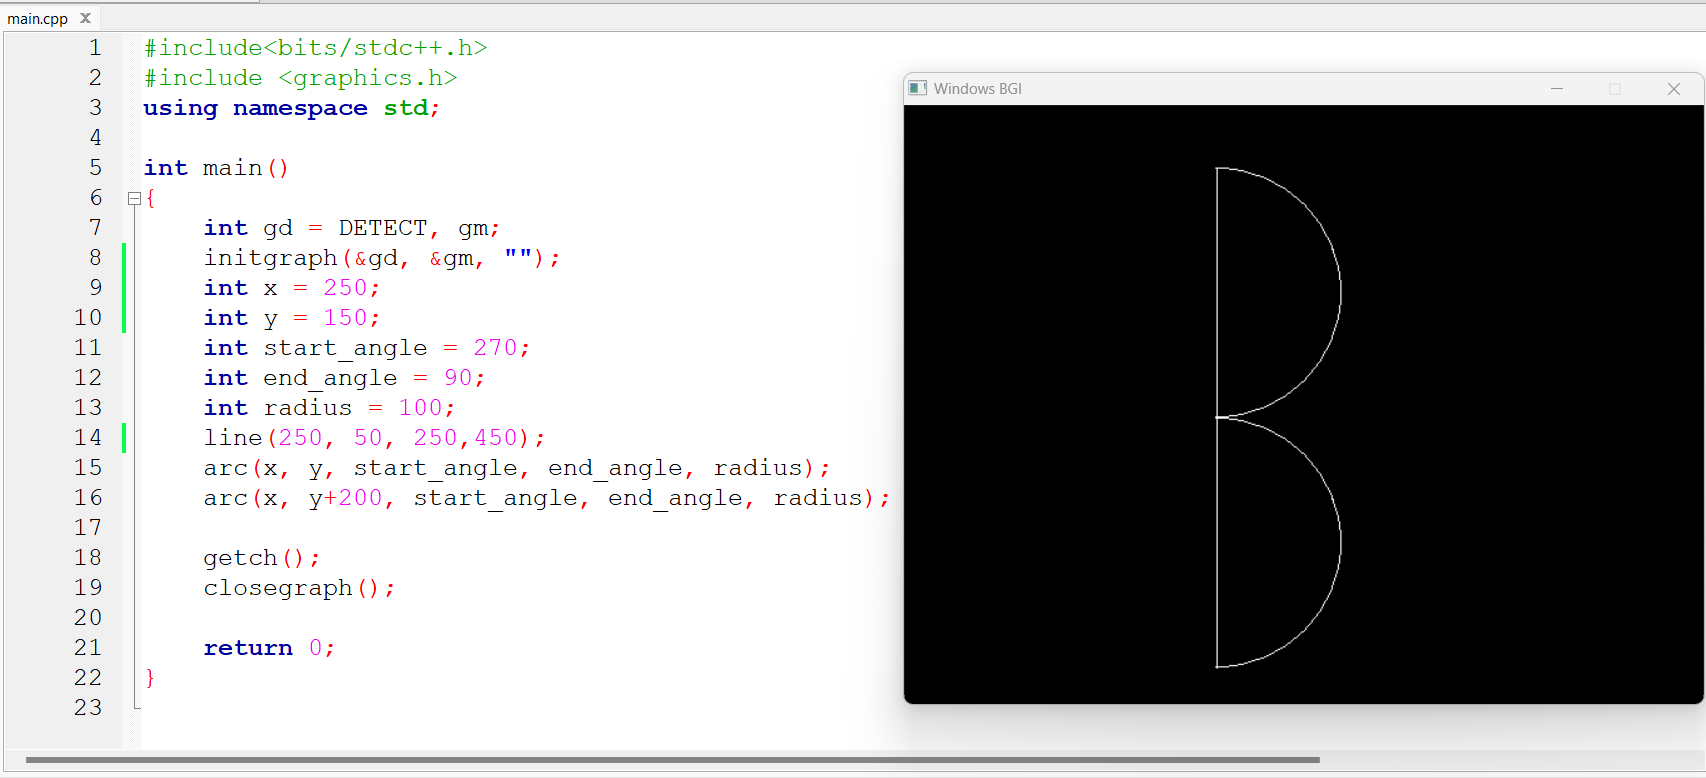 main.cpp X
1 #include<bits/stdc++.h>
2 #include <graphics.h>
3 using namespace std;
4
5 int main()
6 {
7 int gd = DETECT, gm;
8 initgraph(&gd, &gm, "");
9 int x = 250;
10 int y = 150;
11 int start_angle = 270;
12 int end_angle = 90;
13 int radius = 100;
14 line(250, 50, 250,450);
15 arc(x, y, start_angle, end_angle, radius);
16 arc(x, y+200, start_angle, end_angle, radius);
17
18 getch();
19 closegraph();
20
21 return 0;
22 }
23
Windows BGI